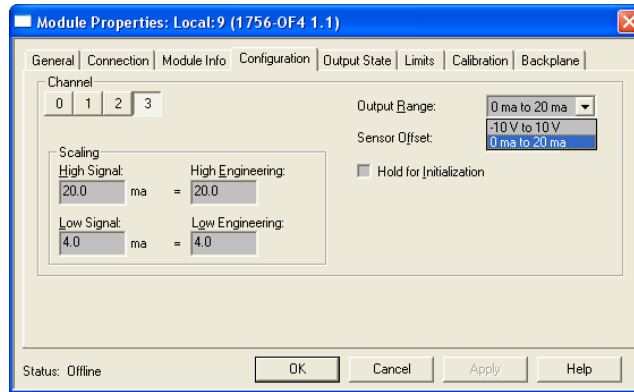 Module Properties: Local:9 (1756-OF4 1.1)
General Connection Module Info Configuration Output State Limits Calibration Backplane
Channel
0 1 2 3
Output Range: 0 ma to 20 ma
-10 V to 10 V
0 ma to 20 ma
Sensor Offset:
Hold for Initialization
Scaling
High Signal: High Engineering:
20.0 ma = 20.0
Low Signal: Low Engineering:
4.0 ma = 4.0
Status: Offline
OK Cancel Apply Help